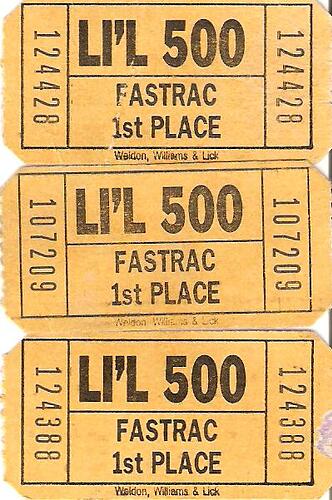 124428
LI'L 500
FASTRAC
1st PLACE
124428
Weldon, Williams & Lick
107209
LI'L 500
FASTRAC
1st PLACE
107209
Weldon, Williams & Lick
124388
LI'L 500
FASTRAC
1st PLACE
124388
Weldon, Williams & Lick